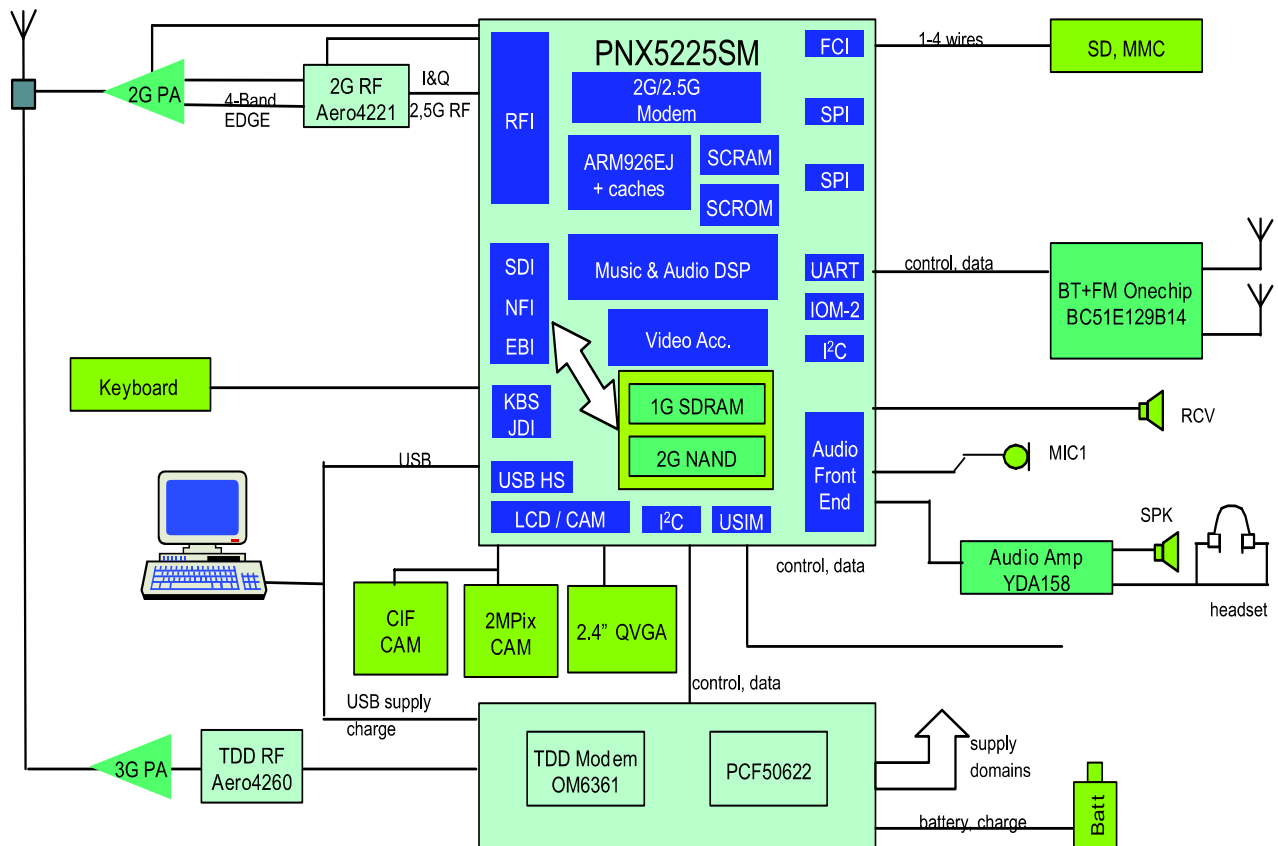 PNX5225SM
FCI
1-4 wires
SD, MMC
2G PA
4-Band
EDGE
2G RF
Aero4221
I&Q
2,5G RF
RFI
2G/2.5G
Modem
SPI
ARM926EJ
+ caches
SCRAM
SCROM
SPI
SDI
NFI
EBI
Music & Audio DSP
UART
control, data
BT+FM Onechip
BC51E129B14
IOM-2
Video Acc.
I²C
Keyboard
KBS
JDI
1G SDRAM
2G NAND
Audio
Front
End
RCV
MIC1
USB
USB HS
LCD / CAM
I²C
USIM
SPK
Audio Amp
YDA158
headset
control, data
CIF
CAM
2MPix
CAM
2.4” QVGA
control, data
USB supply
charge
3G PA
TDD RF
Aero4260
TDD Modem
OM6361
PCF50622
supply
domains
battery, charge
Batt